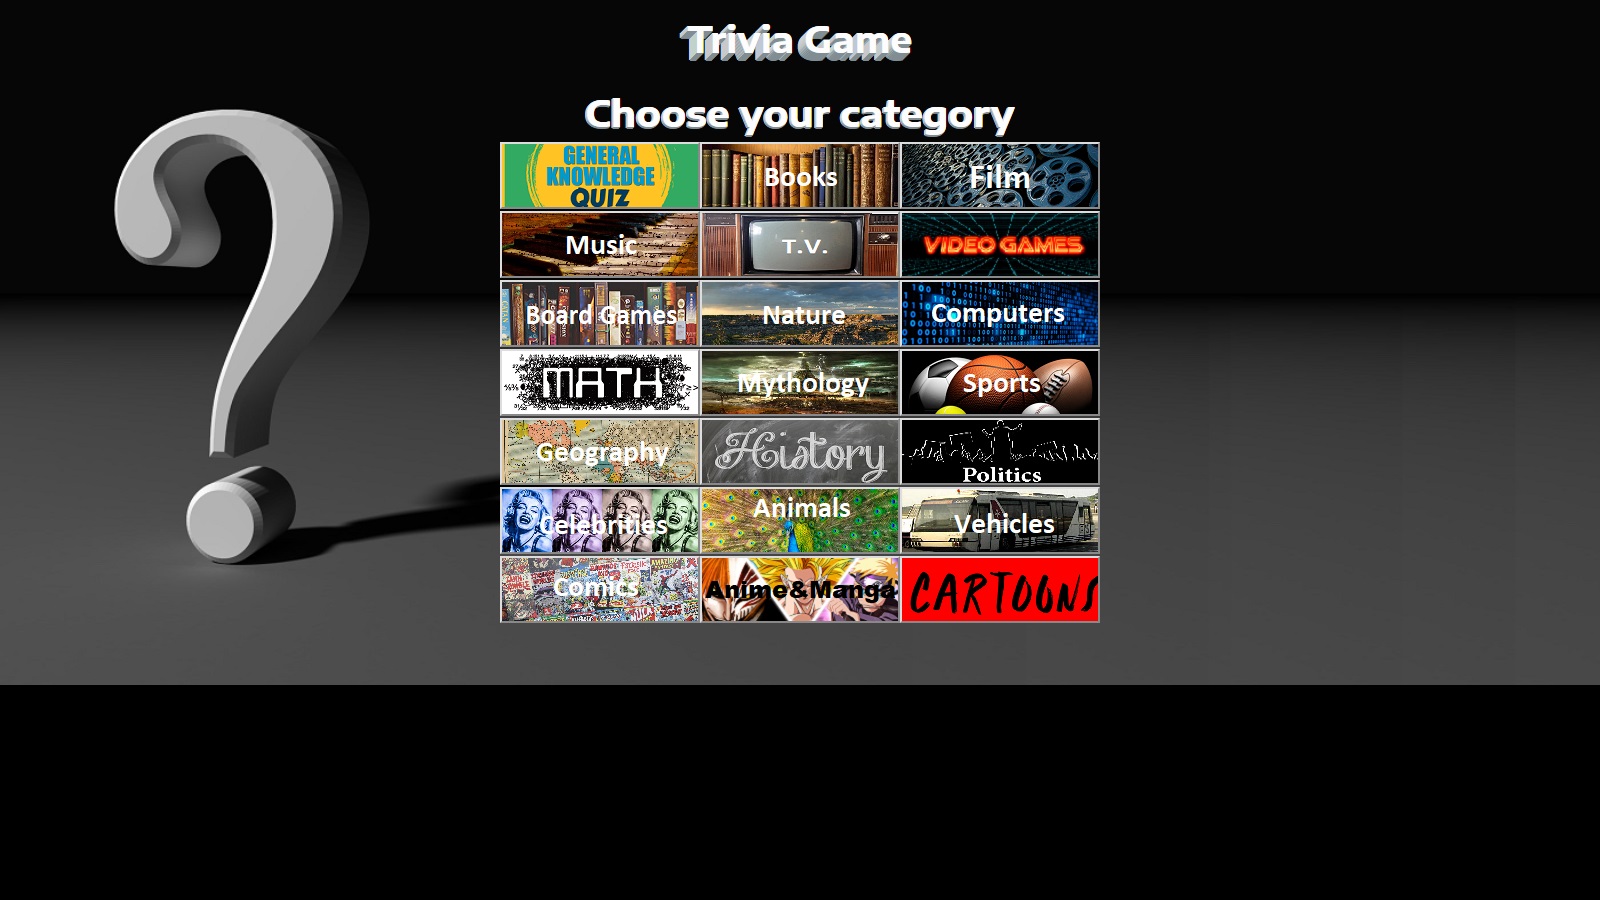 Trivia Game
Choose your category
GENERAL
KNOWLEDGE
QUIZ
Books
Film
Music
T.V.
VIDEO GAMES
Board Games
Nature
Computers
MATH
Mythology
Sports
Geography
History
Politics
Celebrities
Animals
Vehicles
Comics
Anime&Manga
CARTOONS